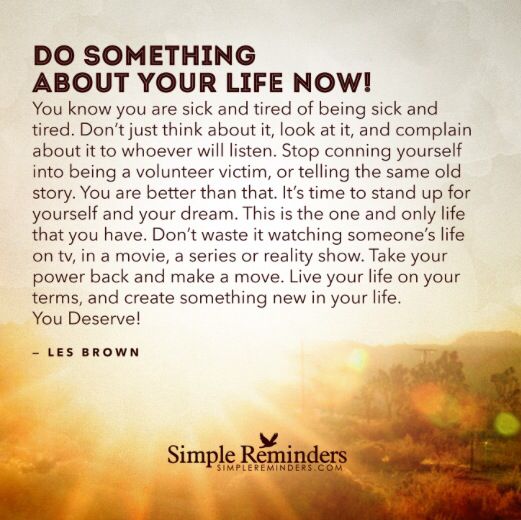 DO SOMETHING
ABOUT YOUR LIFE NOW!
You know you are sick and tired of being sick and
tired. Don't just think about it, look at it, and complain
about it to whoever will listen. Stop conning yourself
into being a volunteer victim, or telling the same old
story. You are better than that. It's time to stand up for
yourself and your dream. This is the one and only life
that you have. Don't waste it watching someone's life
on tv, in a movie, a series or reality show. Take your
power back and make a move. Live your life on your
terms, and create something new in your life.
You Deserve!
– LES BROWN
Simple Reminders
SIMPLEREMINDERS.COM